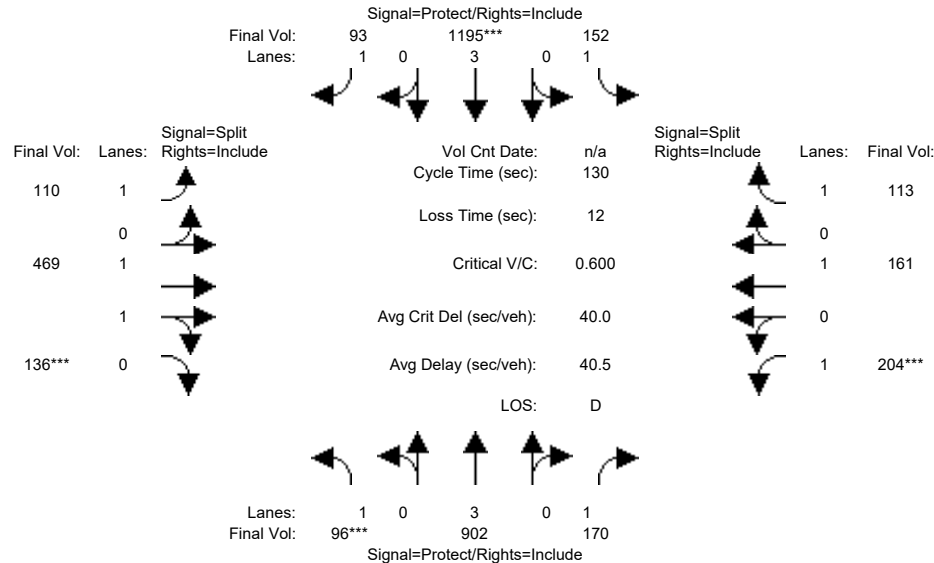 Signal=Protect/Rights=Include
Final Vol: 93 1195*** 152
Lanes: 1 0 3 0 1
Signal=Split Signal=Split
Final Vol: Lanes: Rights=Include Vol Cnt Date: n/a Rights=Include Lanes: Final Vol:
Cycle Time (sec): 130
110 1 1 113
Loss Time (sec): 12
0 0
469 1 Critical V/C: 0.600 1 161
1 Avg Crit Del (sec/veh): 40.0 0
136*** 0 Avg Delay (sec/veh): 40.5 1 204***
LOS: D
Lanes: 1 0 3 0 1
Final Vol: 96*** 902 170
Signal=Protect/Rights=Include